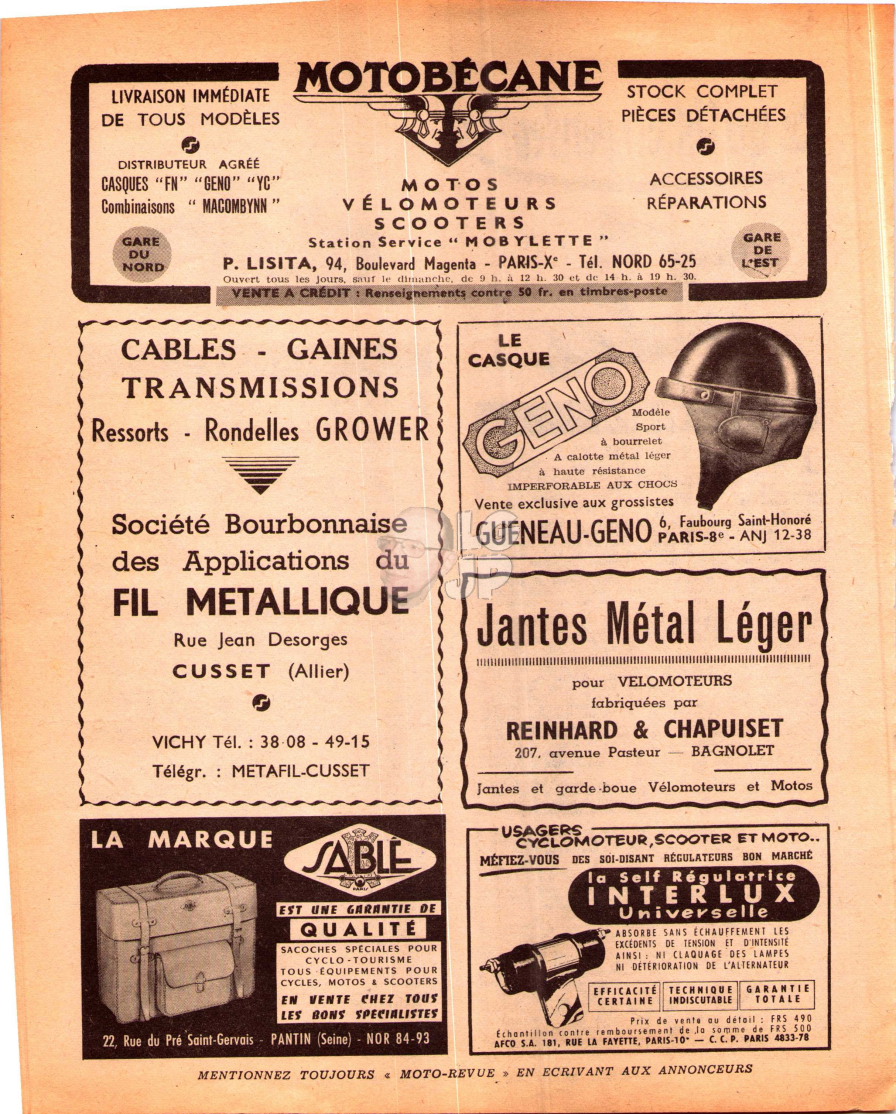 MOTOBÉCANE
LIVRAISON IMMÉDIATE
DE TOUS MODÈLES
DISTRIBUTEUR AGRÉÉ
CASQUES "FN" "GENO" "YC"
Combinaisons " MACOMBYNN"
GARE
DU
NORD
STOCK COMPLET
PIÈCES DÉTACHÉES
ACCESSOIRES
RÉPARATIONS
GARE
DE
L'EST
MOTOS
VÉLOMOTEURS
SCOOTERS
Station Service " MOBYLETTE "
P. LISITA, 94, Boulevard Magenta - PARIS-Xe - Tél. NORD 65-25
Ouvert tous les jours, sauf le dimanche, de 9 h. à 12 h. 30 et de 14 h. à 19 h. 30.
VENTE A CRÉDIT : Renseignements contre 50 fr. en timbres-poste
CABLES - GAINES
TRANSMISSIONS
Ressorts - Rondelles GROWER
Société Bourbonnaise
des Applications du
FIL METALLIQUE
Rue Jean Desorges
CUSSET (Allier)
VICHY Tél. : 38-08 - 49-15
Télégr. : METAFIL-CUSSET
LE
CASQUE
GENO
Modèle
Sport
à bourrelet
A calotte métal léger
à haute résistance
IMPERFORABLE AUX CHOCS
Vente exclusive aux grossistes
GUENEAU-GENO 6, Faubourg Saint-Honoré
PARIS-8e - ANJ 12-38
LC
JP
Jantes Métal Léger
pour VELOMOTEURS
fabriquées par
REINHARD & CHAPUISET
207, avenue Pasteur — BAGNOLET
Jantes et garde-boue Vélomoteurs et Motos
LA MARQUE
SABLÉ
PARIS
EST UNE GARANTIE DE
QUALITÉ
SACOCHES SPÉCIALES POUR
CYCLO-TOURISME
TOUS ÉQUIPEMENTS POUR
CYCLES, MOTOS & SCOOTERS
EN VENTE CHEZ TOUS
LES BONS SPECIALISTES
22, Rue du Pré Saint-Gervais - PANTIN (Seine) - NOR 84-93
USAGERS
CYCLOMOTEUR, SCOOTER ET MOTO..
MÉFIEZ-VOUS DES SOI-DISANT RÉGULATEURS BON MARCHÉ
la Self Régulatrice
INTERLUX
Universelle
ABSORBE SANS ÉCHAUFFEMENT LES
EXCÉDENTS DE TENSION ET D'INTENSITÉ
AINSI : NI CLAQUAGE DES LAMPES
NI DÉTÉRIORATION DE L'ALTERNATEUR
EFFICACITÉ
CERTAINE
TECHNIQUE
INDISCUTABLE
GARANTIE
TOTALE
Prix de vente au détail : FRS 490
Échantillon contre remboursement de la somme de FRS 500
AFCO S.A. 181, RUE LA FAYETTE, PARIS-10e — C. C. P. PARIS 4833-78
MENTIONNEZ TOUJOURS « MOTO-REVUE » EN ECRIVANT AUX ANNONCEURS